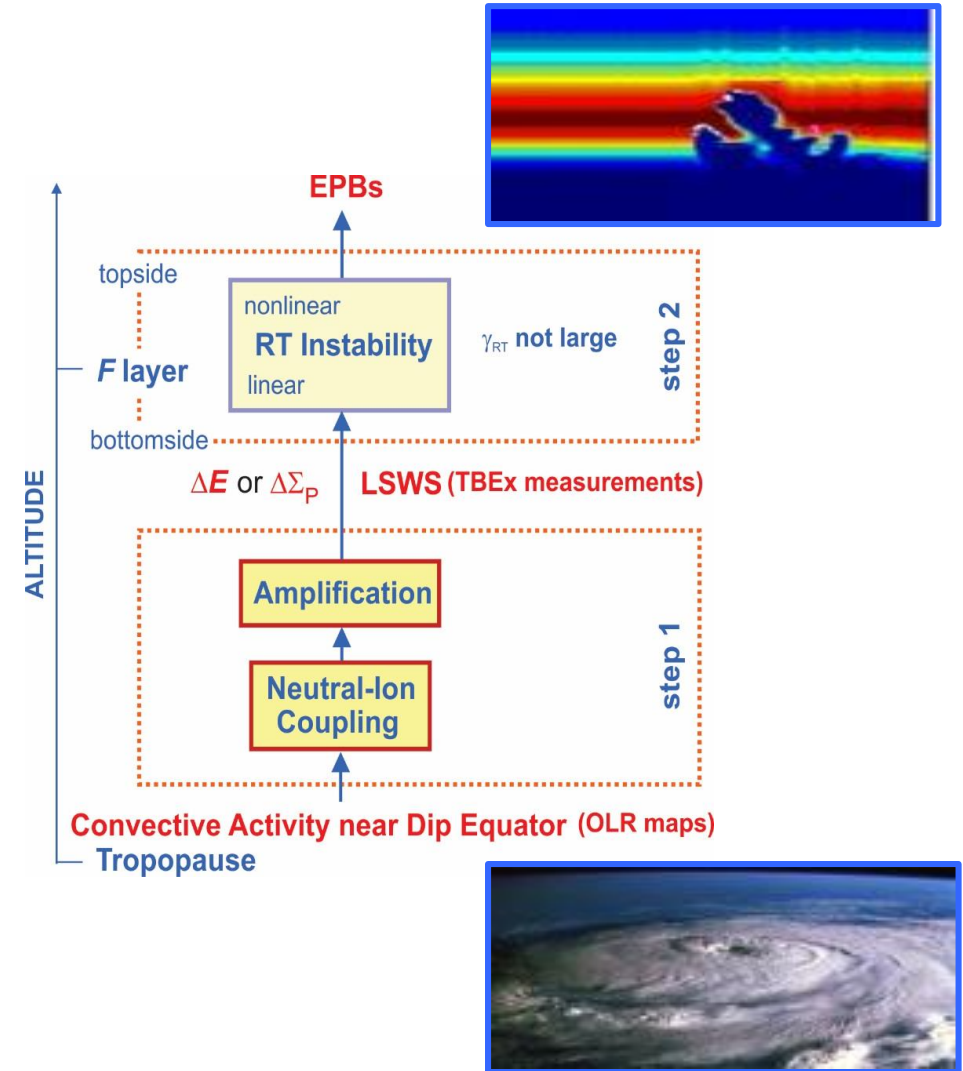 EPBs
topside
nonlinear
RT Instability
linear
γRT not large
step 2
F layer
bottomside
ΔE or ΔΣP
LSWS (TBEx measurements)
ALTITUDE
Amplification
Neutral-Ion
Coupling
step 1
Convective Activity near Dip Equator (OLR maps)
Tropopause